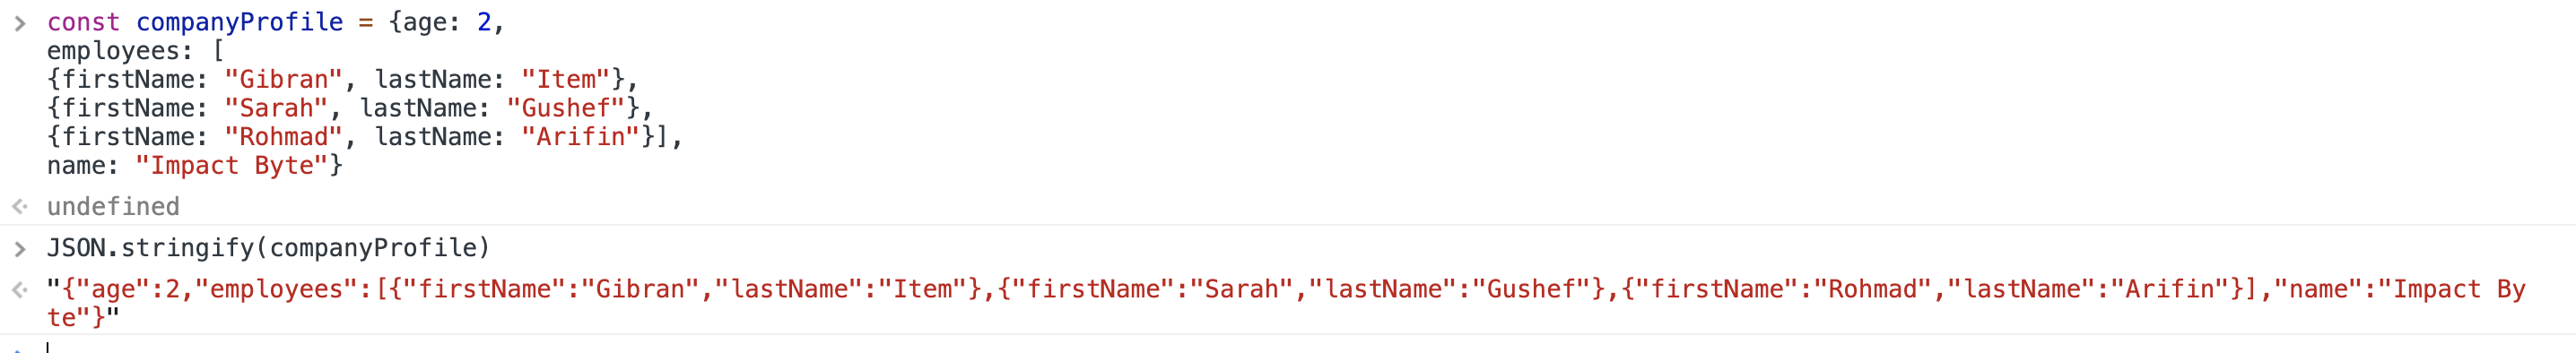 > const companyProfile = {age: 2,
employees: [
{firstName: "Gibran", lastName: "Item"},
{firstName: "Sarah", lastName: "Gushef"},
{firstName: "Rohmad", lastName: "Arifin"}],
name: "Impact Byte"}
undefined
> JSON.stringify(companyProfile)
"{"age":2,"employees":[{"firstName":"Gibran","lastName":"Item"},{"firstName":"Sarah","lastName":"Gushef"},{"firstName":"Rohmad","lastName":"Arifin"}],"name":"Impact By
te"}"